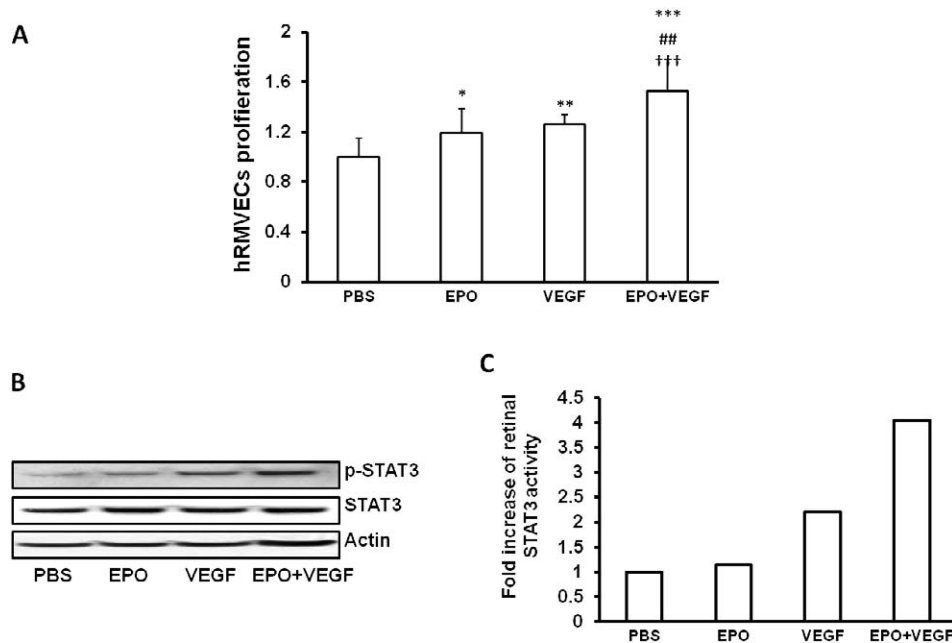 A
hRMVECs prolfieration
2
1.6
1.2
0.8
0.4
0
*
**
***
##
†††
PBS EPO VEGF EPO+VEGF
B
p-STAT3
STAT3
Actin
PBS EPO VEGF EPO+VEGF
C
Fold increase of retinal
STAT3 activity
4.5
4
3.5
3
2.5
2
1.5
1
0.5
0
PBS EPO VEGF EPO+VEGF